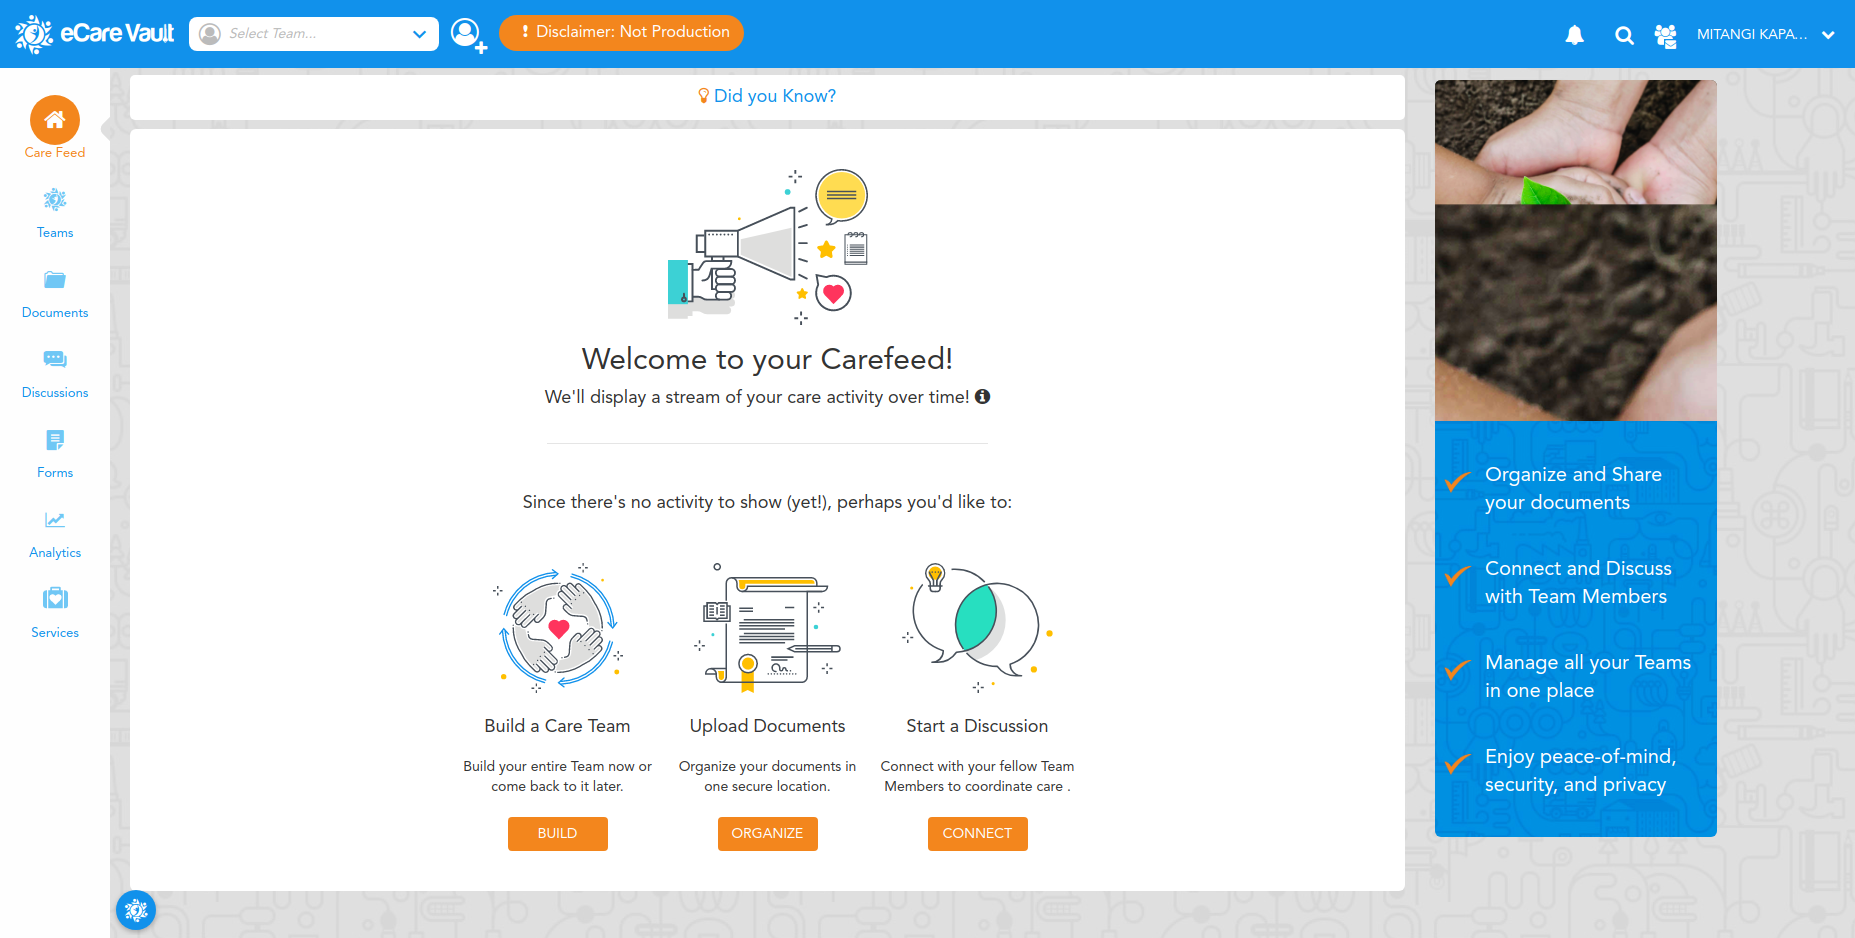 eCare Vault
Select Team...
! Disclaimer: Not Production
MITANGI KAPA...
Care Feed
Teams
Documents
Discussions
Forms
Analytics
Services
Did you Know?
Welcome to your Carefeed!
We'll display a stream of your care activity over time!
Since there's no activity to show (yet!), perhaps you'd like to:
Build a Care Team
Build your entire Team now or
come back to it later.
BUILD
Upload Documents
Organize your documents in
one secure location.
ORGANIZE
Start a Discussion
Connect with your fellow Team
Members to coordinate care .
CONNECT
Organize and Share
your documents
Connect and Discuss
with Team Members
Manage all your Teams
in one place
Enjoy peace-of-mind,
security, and privacy